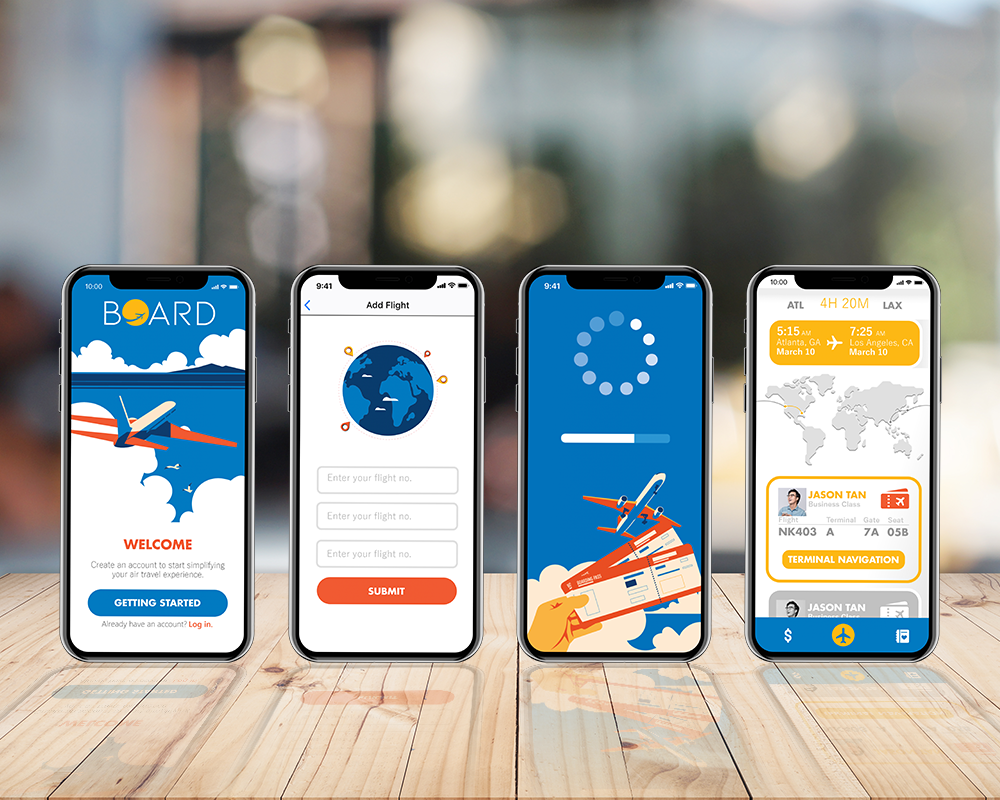 10:00
BOARD
WELCOME
Create an account to start simplifying
your air travel experience.
GETTING STARTED
Already have an account? Log in.
9:41
Add Flight
Enter your flight no.
Enter your flight no.
Enter your flight no.
SUBMIT
9:41
BOARDING PASS
10:00
ATL 4H 20M LAX
5:15 AM 7:25 AM
Atlanta, GA Los Angeles, CA
March 10 March 10
JASON TAN
Business Class
Flight Terminal Gate Seat
NK403 A 7A 05B
TERMINAL NAVIGATION
JASON TAN
Business Class
$